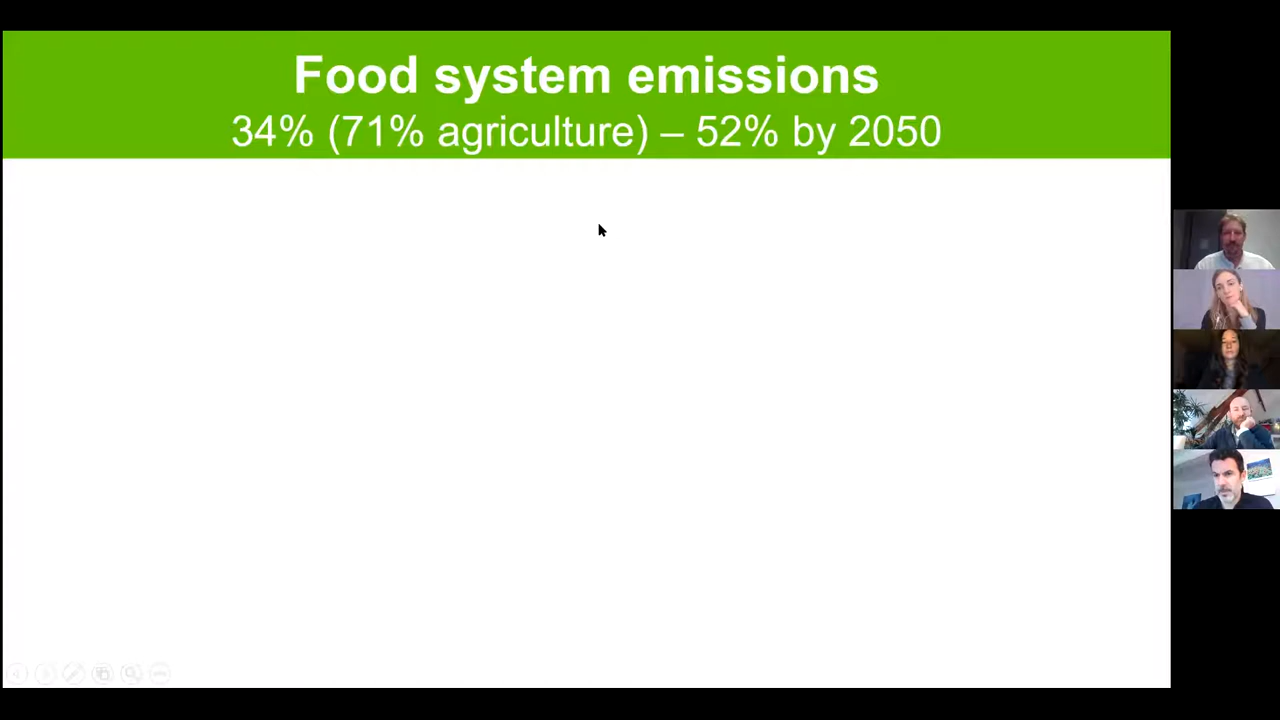 Food system emissions
34% (71% agriculture) – 52% by 2050